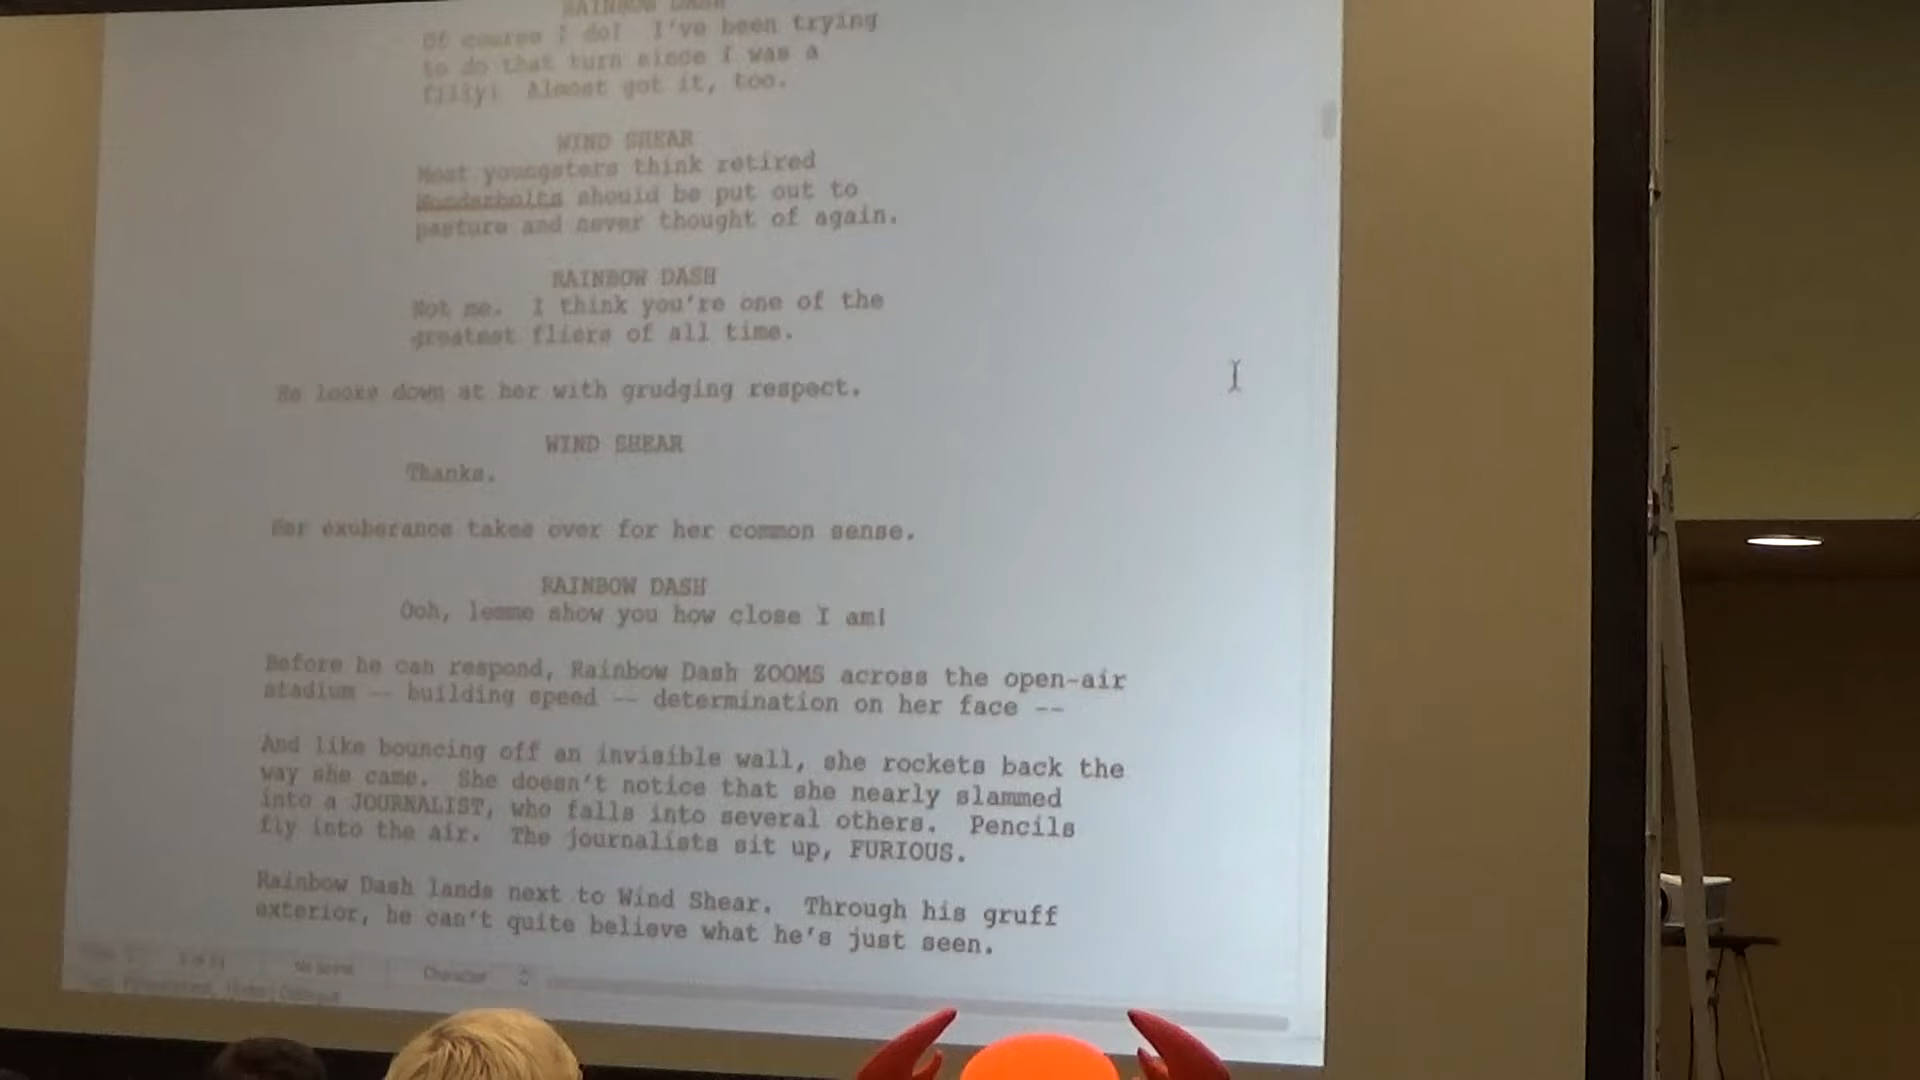 RAINBOW DASH
Of course I do! I've been trying
to do that turn since I was a
filly! Almost got it, too.
WIND SHEAR
Most youngsters think retired
Wonderbolts should be put out to
pasture and never thought of again.
RAINBOW DASH
Not me. I think you're one of the
greatest fliers of all time.
He looks down at her with grudging respect.
WIND SHEAR
Thanks.
Her exuberance takes over for her common sense.
RAINBOW DASH
Ooh, lemme show you how close I am!
Before he can respond, Rainbow Dash ZOOMS across the open-air
stadium -- building speed -- determination on her face --
And like bouncing off an invisible wall, she rockets back the
way she came. She doesn't notice that she nearly slammed
into a JOURNALIST, who falls into several others. Pencils
fly into the air. The journalists sit up, FURIOUS.
Rainbow Dash lands next to Wind Shear. Through his gruff
exterior, he can't quite believe what he's just seen.
Character